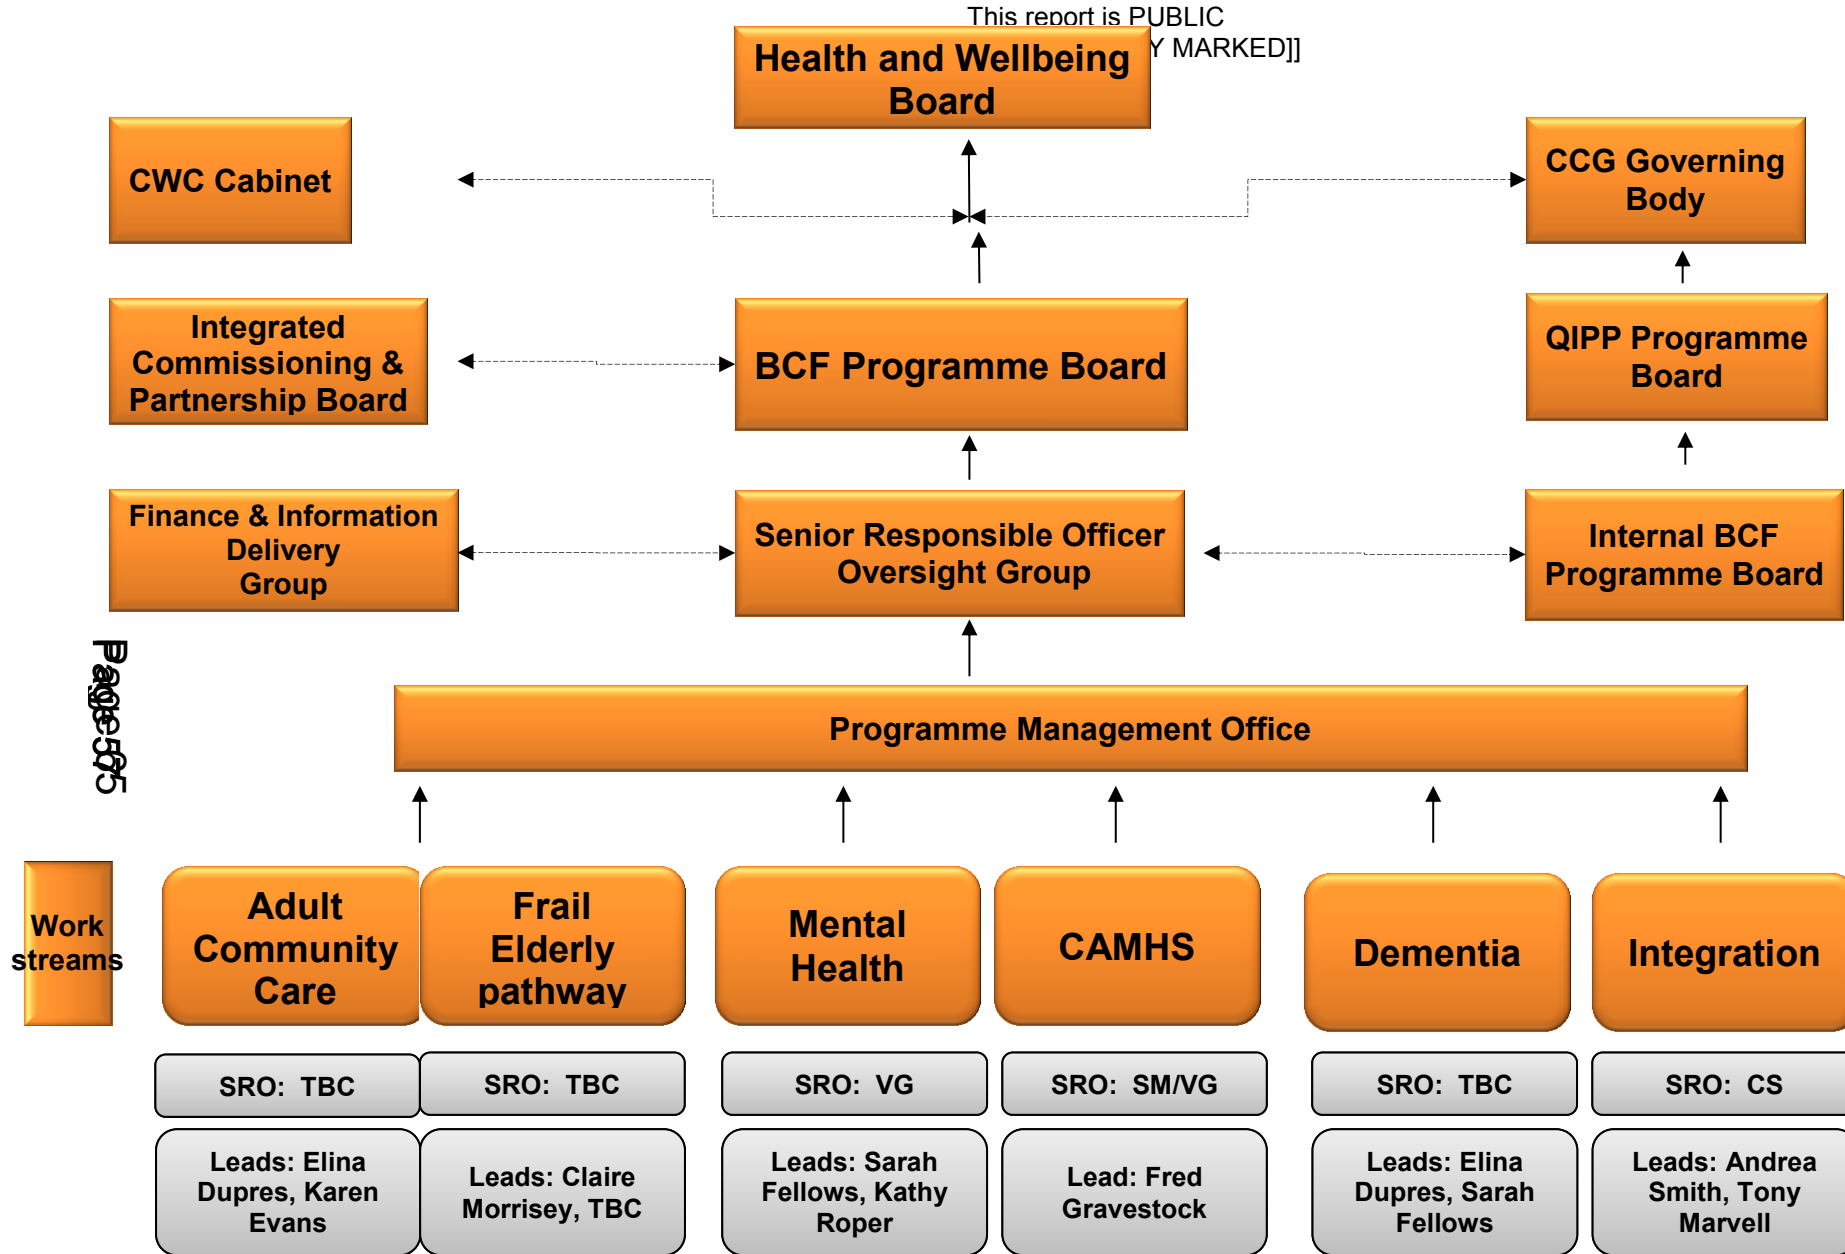 This report is PUBLIC
Y MARKED]]
Health and Wellbeing
Board
CWC Cabinet
CCG Governing
Body
Integrated
Commissioning &
Partnership Board
BCF Programme Board
QIPP Programme
Board
Finance & Information
Delivery
Group
Senior Responsible Officer
Oversight Group
Internal BCF
Programme Board
Programme Management Office
Work
streams
Adult
Community
Care
Frail
Elderly
pathway
Mental
Health
CAMHS
Dementia
Integration
SRO: TBC
SRO: TBC
SRO: VG
SRO: SM/VG
SRO: TBC
SRO: CS
Leads: Elina
Dupres, Karen
Evans
Leads: Claire
Morrisey, TBC
Leads: Sarah
Fellows, Kathy
Roper
Lead: Fred
Gravestock
Leads: Elina
Dupres, Sarah
Fellows
Leads: Andrea
Smith, Tony
Marvell